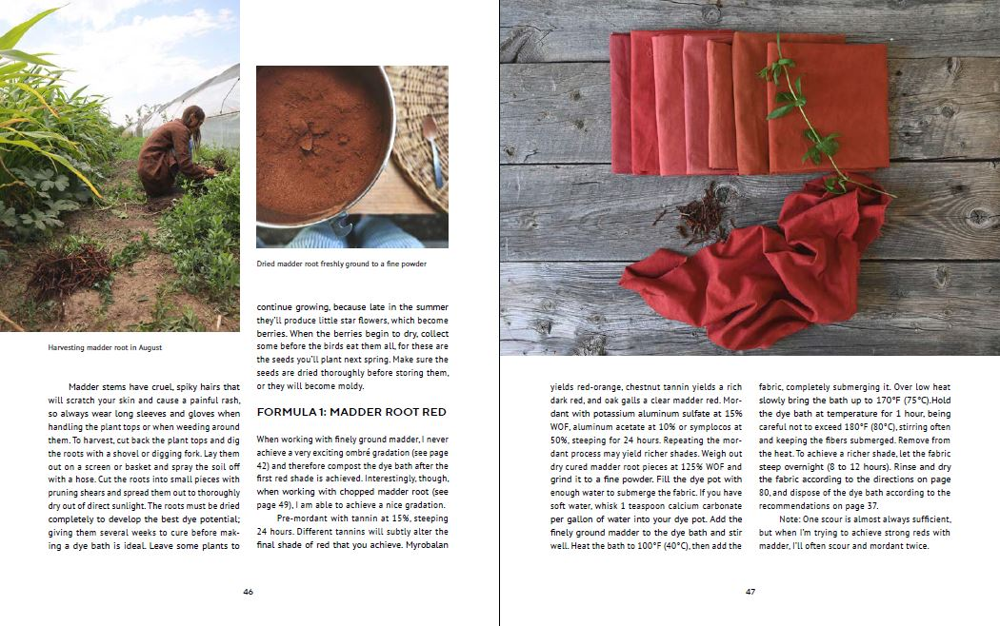 Dried madder root freshly ground to a fine powder
Harvesting madder root in August
Madder stems have cruel, spiky hairs that
will scratch your skin and cause a painful rash,
so always wear long sleeves and gloves when
handling the plant tops or when weeding around
them. To harvest, cut back the plant tops and dig
the roots with a shovel or digging fork. Lay them
out on a screen or basket and spray the soil off
with a hose. Cut the roots into small pieces with
pruning shears and spread them out to thoroughly
dry out of direct sunlight. The roots must be dried
completely to develop the best dye potential;
giving them several weeks to cure before mak-
ing a dye bath is ideal. Leave some plants to
continue growing, because late in the summer
they'll produce little star flowers, which become
berries. When the berries begin to dry, collect
some before the birds eat them all, for these are
the seeds you'll plant next spring. Make sure the
seeds are dried thoroughly before storing them,
or they will become moldy.
FORMULA 1: MADDER ROOT RED
When working with finely ground madder, I never
achieve a very exciting ombré gradation (see page
42) and therefore compost the dye bath after the
first red shade is achieved. Interestingly, though,
when working with chopped madder root (see
page 49), I am able to achieve a nice gradation.
Pre-mordant with tannin at 15%, steeping
24 hours. Different tannins will subtly alter the
final shade of red that you achieve. Myrobalan
46
yields red-orange, chestnut tannin yields a rich
dark red, and oak galls a clear madder red. Mor-
dant with potassium aluminum sulfate at 15%
WOF, aluminum acetate at 10% or symplocos at
50%, steeping for 24 hours. Repeating the mor-
dant process may yield richer shades. Weigh out
dry cured madder root pieces at 125% WOF and
grind it to a fine powder. Fill the dye pot with
enough water to submerge the fabric. If you have
soft water, whisk 1 teaspoon calcium carbonate
per gallon of water into your dye pot. Add the
finely ground madder to the dye bath and stir
well. Heat the bath to 100°F (40°C), then add the
fabric, completely submerging it. Over low heat
slowly bring the bath up to 170°F (75°C).Hold
the dye bath at temperature for 1 hour, being
careful not to exceed 180°F (80°C), stirring often
and keeping the fibers submerged. Remove from
the heat. To achieve a richer shade, let the fabric
steep overnight (8 to 12 hours). Rinse and dry
the fabric according to the directions on page
80, and dispose of the dye bath according to the
recommendations on page 37.
Note: One scour is almost always sufficient,
but when I'm trying to achieve strong reds with
madder, I'll often scour and mordant twice.
47